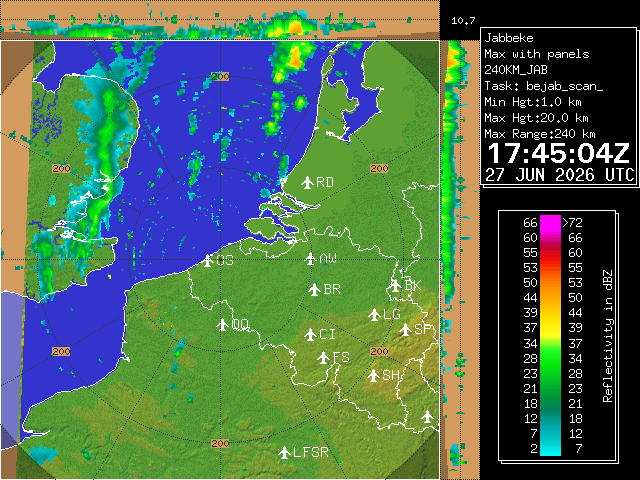 10.7
Jabbeke
Max with panels
240KM_JAB
Task: bejab_scan_
Min Hgt:1.0 km
Max Hgt:20.0 km
Max Range:240 km
17:45:04Z
27 JUN 2026 UTC
200
200
200
RD
OS
AW
BR
BK
LG
SP
QQ
CI
FS
SH
200
200
200
LFSR
66 >72
60 66
55 60
53 55
50 53
44 50
39 44
37 39
34 37
28 34
23 28
21 23
18 21
12 18
7 12
2 7
Reflectivity in dBZ